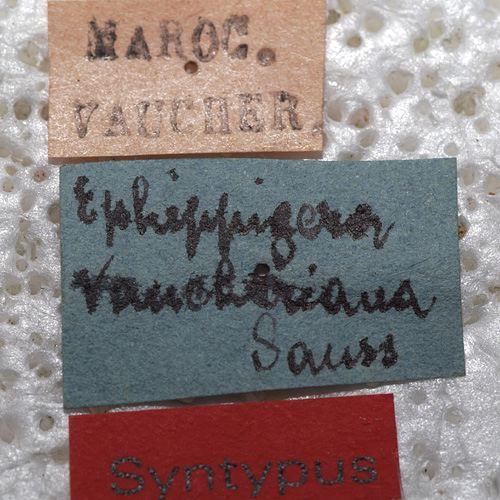 MAROC.
VAUCHER.
Ephippigera
Vaucheriana
Sauss
Syntypus